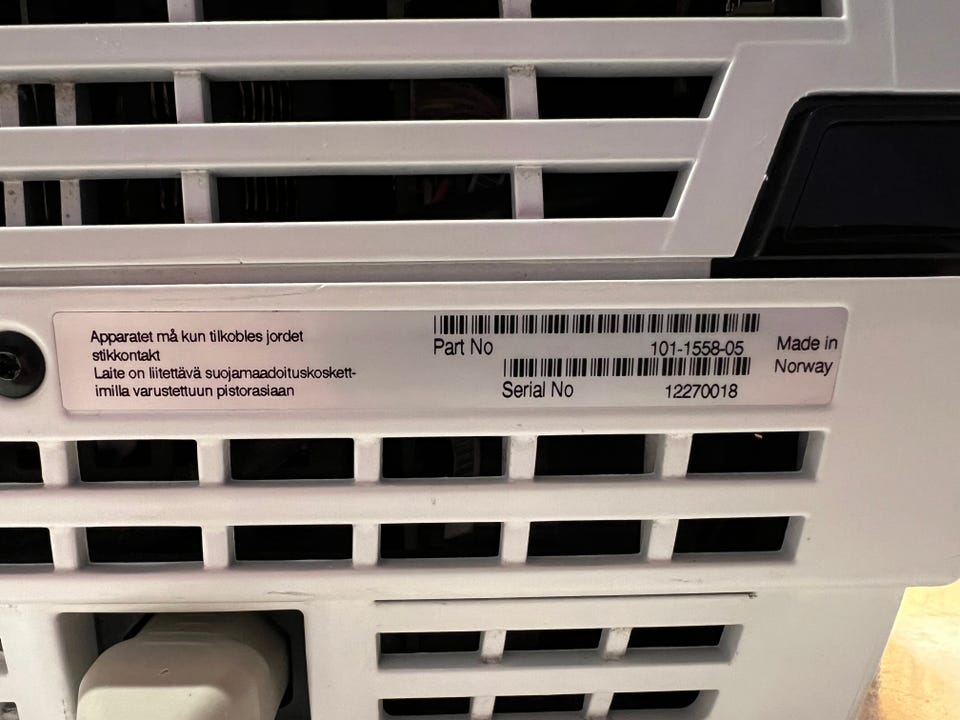 Apparatet må kun tilkobles jordet
stikkontakt
Laite on liitettävä suojamaadoituskoskett-
imilla varustettuun pistorasiaan
Part No 101-1558-05
Serial No 12270018
Made in
Norway